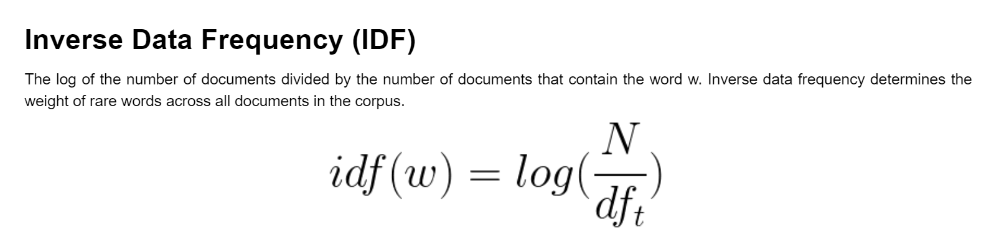 Inverse Data Frequency (IDF)
The log of the number of documents divided by the number of documents that contain the word w. Inverse data frequency determines the
weight of rare words across all documents in the corpus.
idf(w) = log(N/df_t)